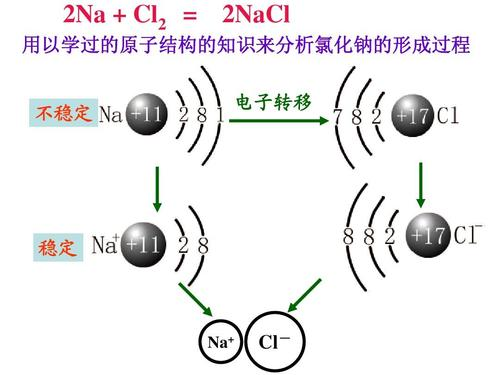 2Na + Cl₂ = 2NaCl
用以学过的原子结构的知识来分析氯化钠的形成过程
不稳定 Na +11 2 8 1 电子转移 7 8 2 +17 Cl
稳定 Na⁺ +11 2 8 8 8 2 +17 Cl⁻
Na⁺ Cl⁻